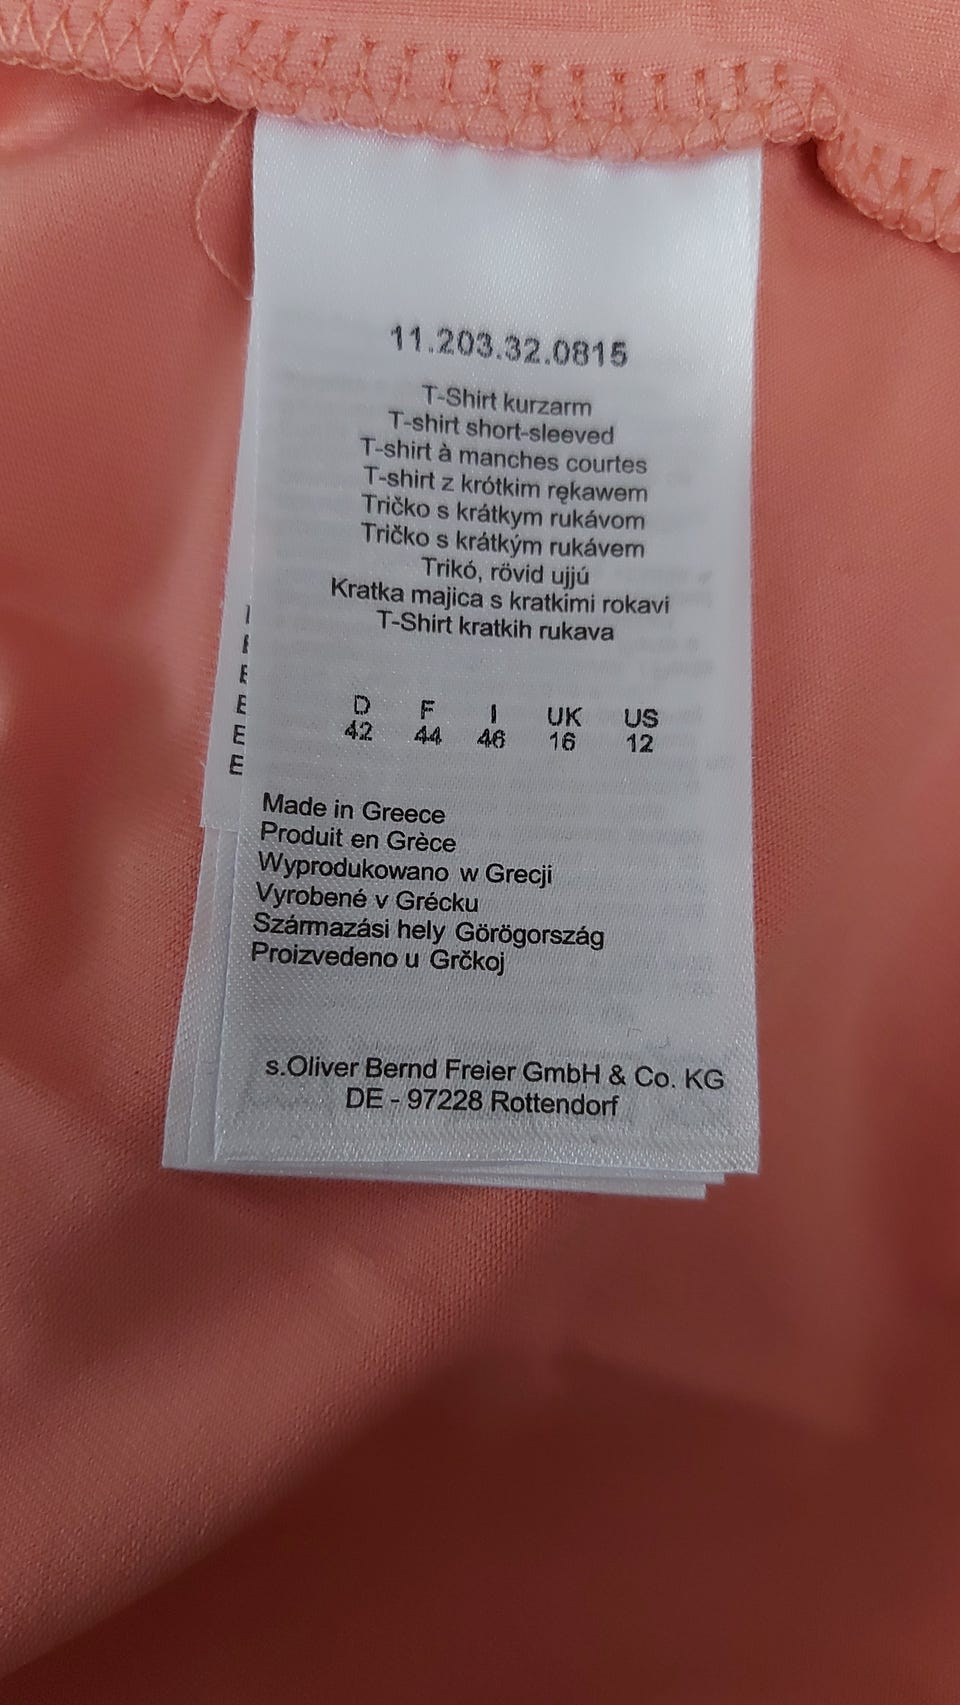 11.203.32.0815
T-Shirt kurzarm
T-shirt short-sleeved
T-shirt à manches courtes
T-shirt z krótkim rękawem
Tričko s krátkym rukávom
Tričko s krátkým rukávem
Trikó, rövid ujjú
Kratka majica s kratkimi rokavi
T-Shirt kratkih rukava
D F I UK US
42 44 46 16 12
Made in Greece
Produit en Grèce
Wyprodukowano w Grecji
Vyrobené v Grécku
Származási hely Görögország
Proizvedeno u Grčkoj
s.Oliver Bernd Freier GmbH & Co. KG
DE - 97228 Rottendorf